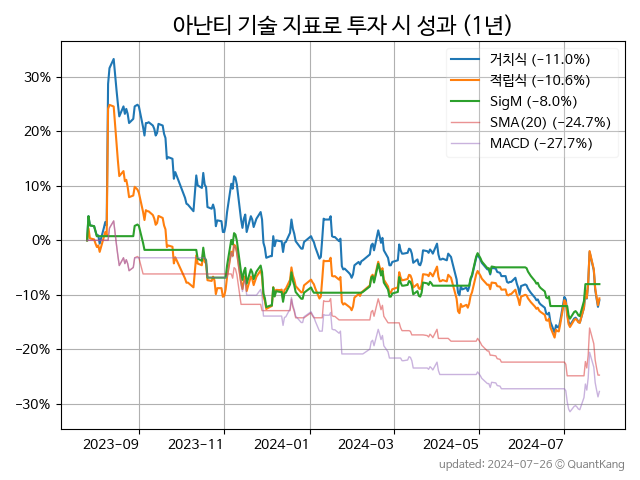 아난티 기술 지표로 투자 시 성과 (1년)
거치식 (−11.0%)
적립식 (−10.6%)
SigM (−8.0%)
SMA(20) (−24.7%)
MACD (−27.7%)
30%
20%
10%
0%
−10%
−20%
−30%
2023−09 2023−11 2024−01 2024−03 2024−05 2024−07
updated: 2024-07-26 © QuantKang